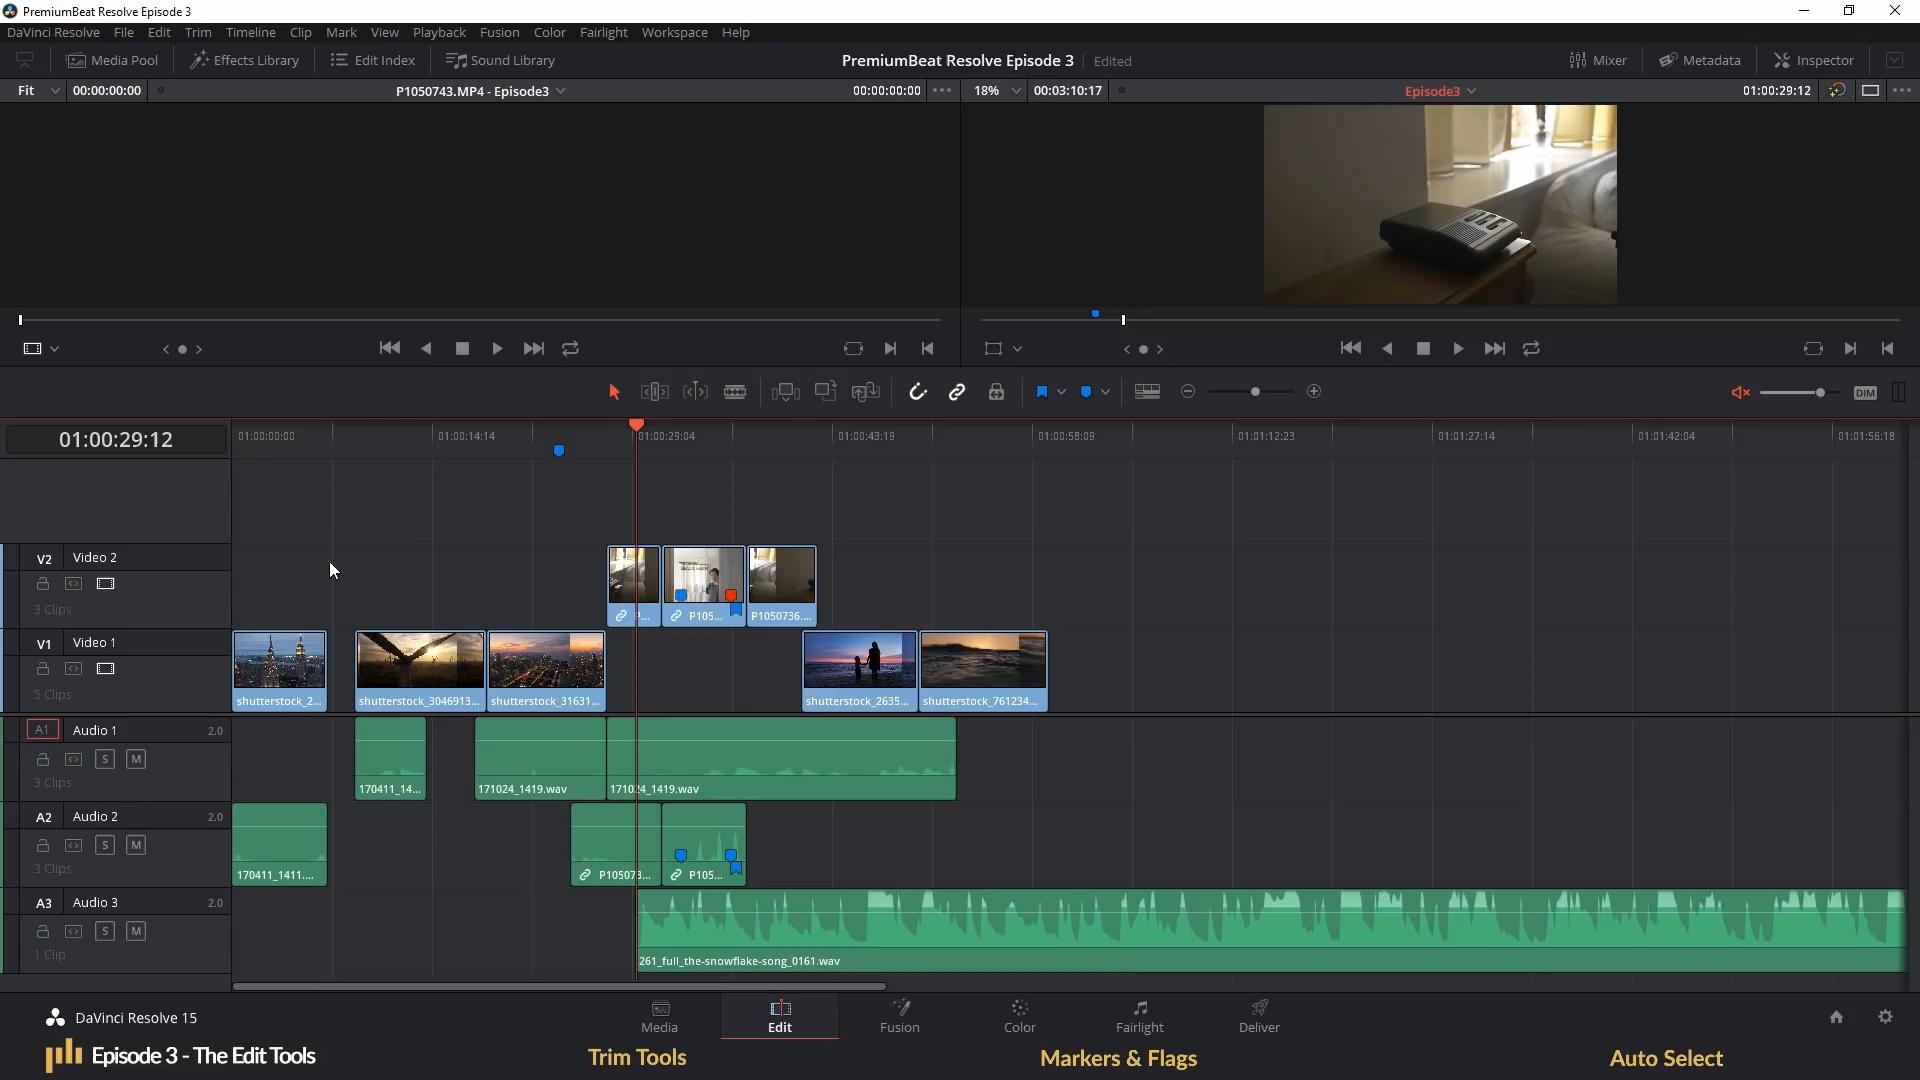 PremiumBeat Resolve Episode 3
DaVinci Resolve File Edit Trim Timeline Clip Mark View Playback Fusion Color Fairlight Workspace Help
Media Pool Effects Library Edit Index Sound Library PremiumBeat Resolve Episode 3 Edited Mixer Metadata Inspector
Fit 00:00:00:00 P1050743.MP4 - Episode3 00:00:00:00 ••• 18% 00:03:10:17 Episode3 01:00:29:12 •••
DIM
01:00:29:12 01:00:00:00 01:00:14:14 01:00:29:04 01:00:43:19 01:00:58:09 01:01:12:23 01:01:27:14 01:01:42:04 01:01:56:18
V2 Video 2
3 Clips
P... P105... P1050736....
V1 Video 1
5 Clips
shutterstock_2... shutterstock_3046913... shutterstock_31631... shutterstock_2635... shutterstock_761234...
A1 Audio 1 2.0
S M
3 Clips
170411_14... 171024_1419.wav 171024_1419.wav
A2 Audio 2 2.0
S M
3 Clips
170411_1411.... P105073... P105...
A3 Audio 3 2.0
S M
1 Clip
261_full_the-snowflake-song_0161.wav
DaVinci Resolve 15 Media Edit Fusion Color Fairlight Deliver
Episode 3 - The Edit Tools Trim Tools Markers & Flags Auto Select